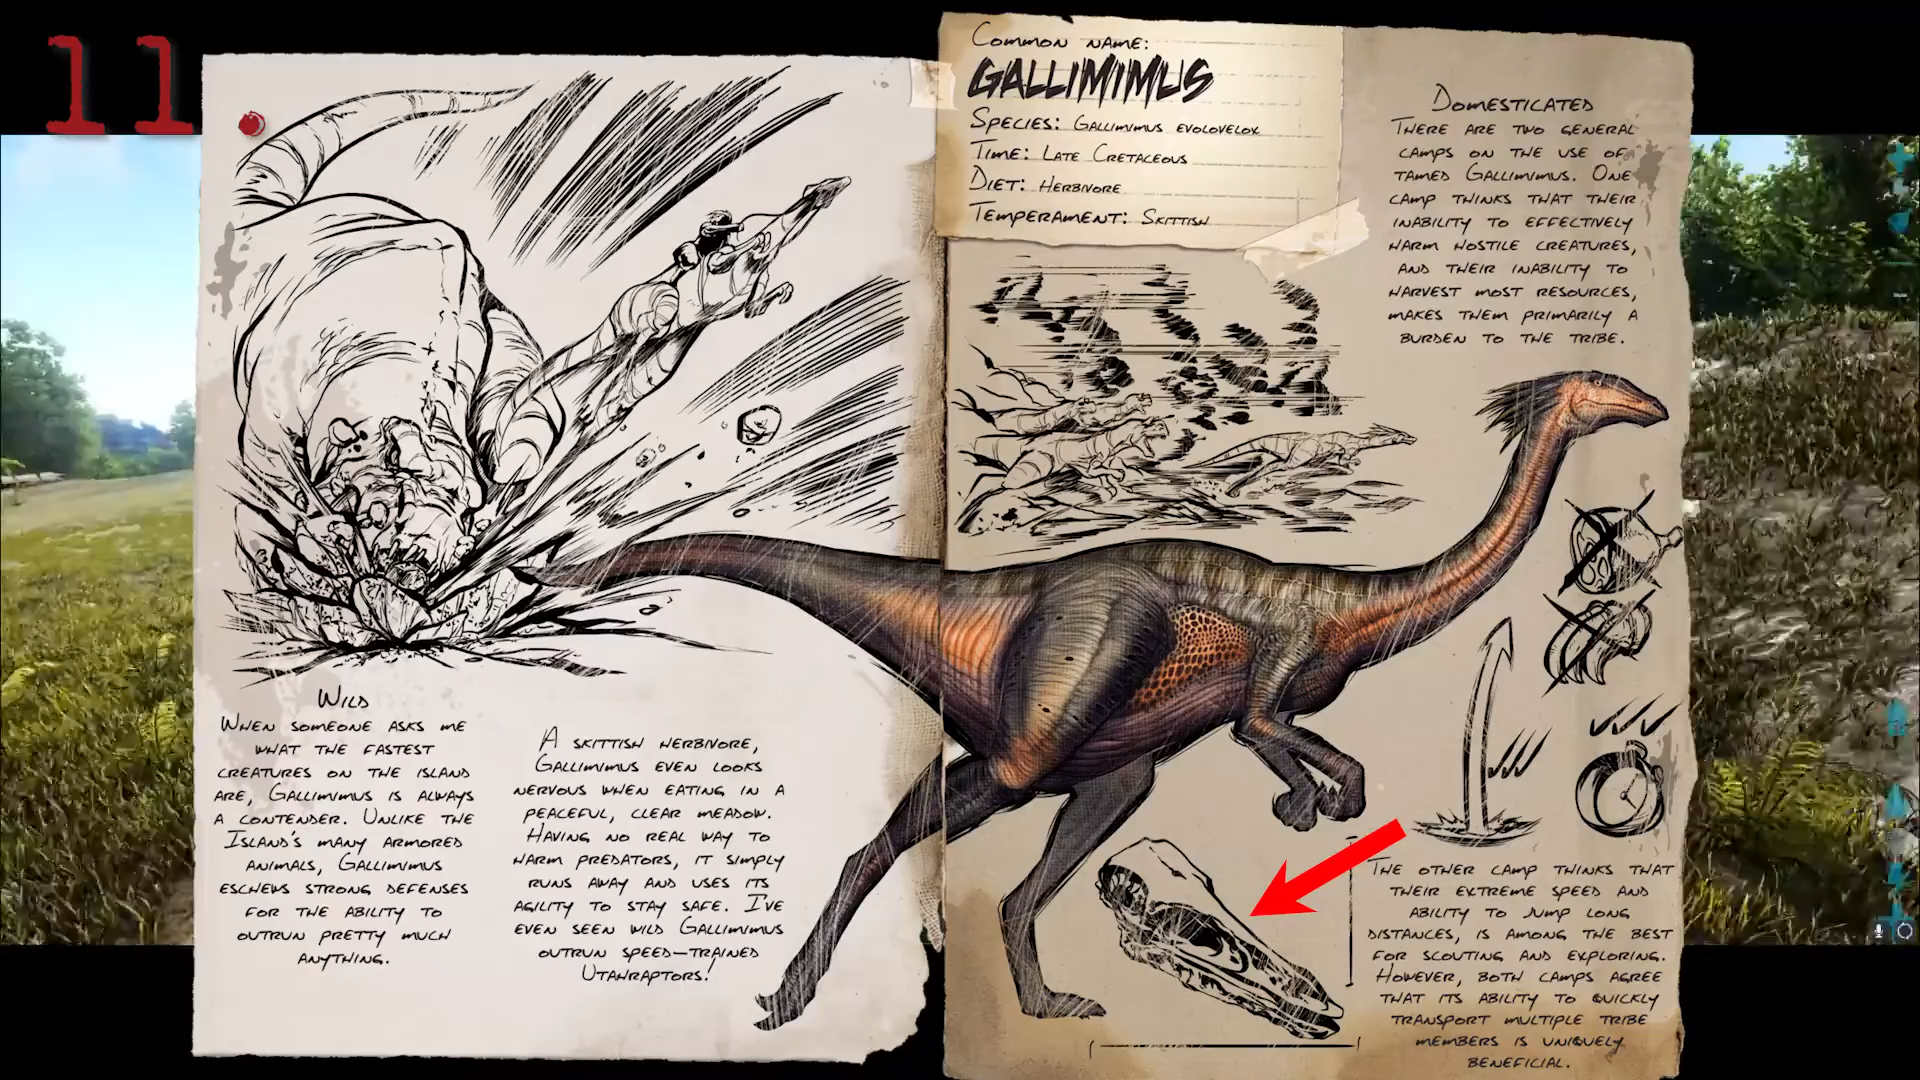 11
Common name:
Gallimimus
Species: Gallimimus evolovelox
Time: Late Cretaceous
Diet: Herbivore
Temperament: Skittish
Domesticated
There are two general
camps on the use of
tamed Gallimimus. One
camp thinks that their
inability to effectively
harm hostile creatures,
and their inability to
harvest most resources,
makes them primarily a
burden to the tribe.
Wild
When someone asks me
what the fastest
creatures on the island
are, Gallimimus is always
a contender. Unlike the
Island's many armored
animals, Gallimimus
eschews strong defenses
for the ability to
outrun pretty much
anything.
A skittish herbivore,
Gallimimus even looks
nervous when eating in a
peaceful, clear meadow.
Having no real way to
harm predators, it simply
runs away and uses its
agility to stay safe. I've
even seen wild Gallimimus
outrun speed-trained
Utahraptors!
The other camp thinks that
their extreme speed and
ability to jump long
distances, is among the best
for scouting and exploring.
However, both camps agree
that its ability to quickly
transport multiple tribe
members is uniquely
beneficial.